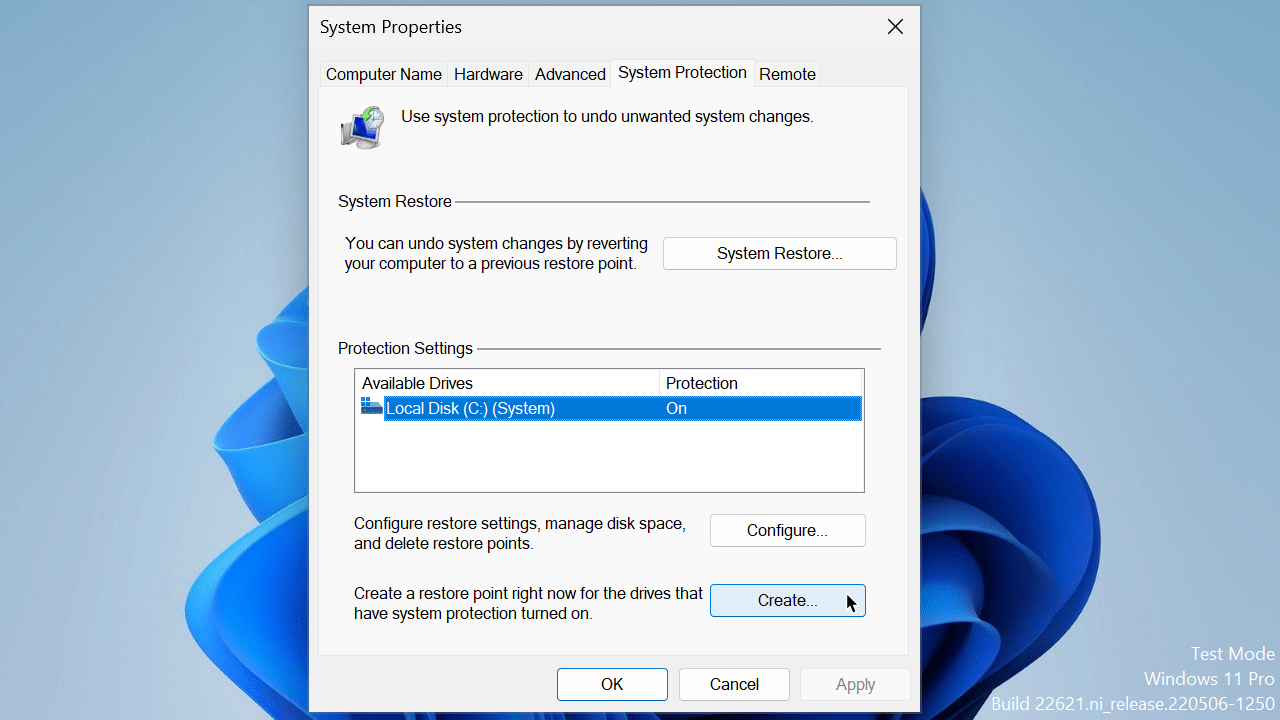 System Properties
Computer Name Hardware Advanced System Protection Remote
Use system protection to undo unwanted system changes.
System Restore
You can undo system changes by reverting
your computer to a previous restore point.
System Restore...
Protection Settings
Available Drives Protection
Local Disk (C:) (System) On
Configure restore settings, manage disk space,
and delete restore points.
Configure...
Create a restore point right now for the drives that
have system protection turned on.
Create...
OK Cancel Apply
Test Mode
Windows 11 Pro
Build 22621.ni_release.220506-1250